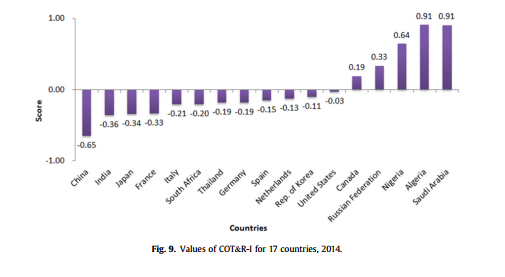 1.00
0.91 0.91
0.64
0.33
0.19
0.00
-0.03
-0.36 -0.34 -0.33 -0.21 -0.20 -0.19 -0.19 -0.15 -0.13 -0.11
-0.65
-1.00
Score
China
India
Japan
France
Italy
South Africa
Thailand
Germany
Spain
Netherlands
Rep. of Korea
United States
Canada
Russian Federation
Nigeria
Algeria
Saudi Arabia
Countries
Fig. 9. Values of COT&R-I for 17 countries, 2014.